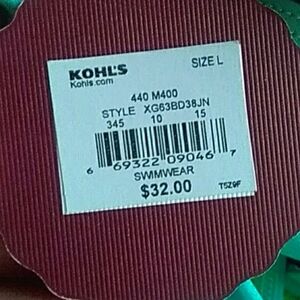 KOHL'S SIZE L
Kohls.com
440 M400
STYLE XG63BD38JN
345 10 15
6 69322 09046 7
SWIMWEAR
$32.00 T5Z9F